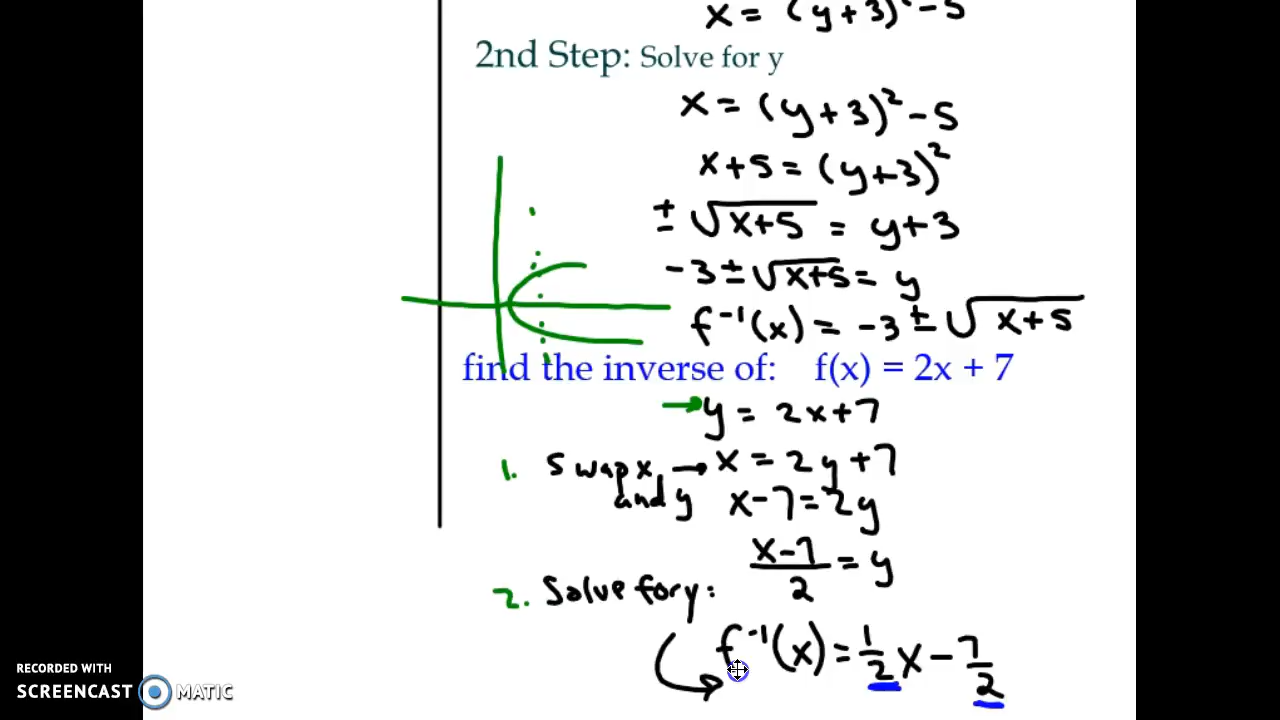 x = (y+3)² - 5
2nd Step: Solve for y
x = (y+3)² - 5
x+5 = (y+3)²
± √x+5 = y+3
-3 ± √x+5 = y
f⁻¹(x) = -3 ± √x+5
find the inverse of: f(x) = 2x + 7
→ y = 2x+7
1. Swap x and y → x = 2y+7
x-7 = 2y
x-7/2 = y
2. Solve for y:
f⁻¹(x) = 1/2 x - 7/2
RECORDED WITH
SCREENCAST MATIC